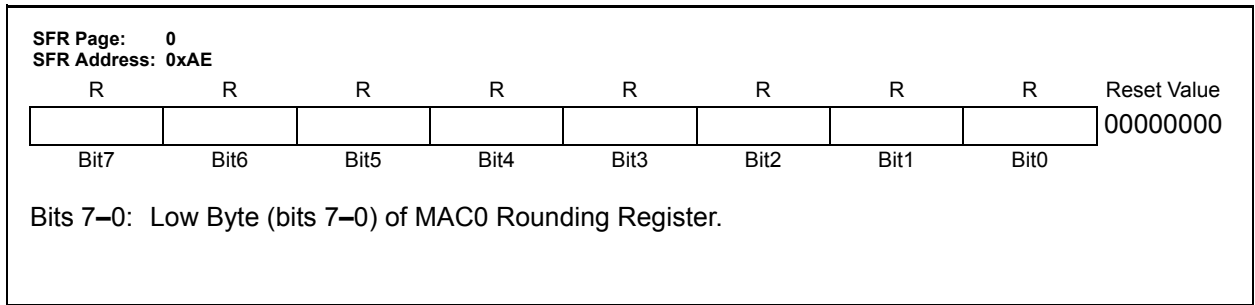 SFR Page: 0
SFR Address: 0xAE
R R R R R R R R Reset Value
00000000
Bit7 Bit6 Bit5 Bit4 Bit3 Bit2 Bit1 Bit0
Bits 7–0: Low Byte (bits 7–0) of MAC0 Rounding Register.